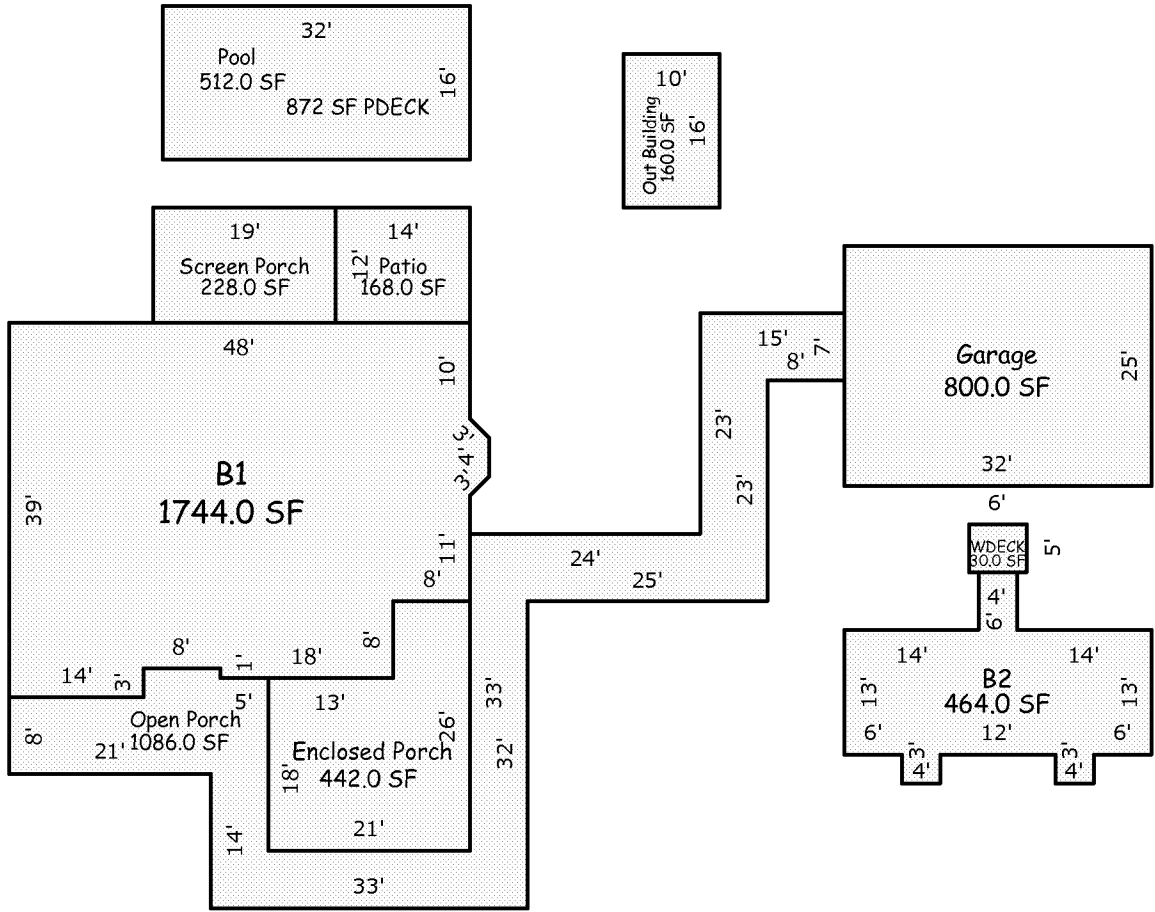 32'
Pool
512.0 SF
872 SF PDECK
16'
10'
Out Building
160.0 SF
16'
19'
Screen Porch
228.0 SF
14'
12'
Patio
168.0 SF
48'
10'
3'
4'
3'
B1
1744.0 SF
39'
11'
8'
8'
8'
1'
18'
14'
3'
5'
Open Porch
1086.0 SF
8'
21'
13'
26'
Enclosed Porch
442.0 SF
18'
21'
14'
33'
33'
32'
24'
25'
23'
23'
15'
8'
7'
Garage
800.0 SF
25'
32'
6'
WDECK
30.0 SF
5'
4'
6'
14'
14'
B2
464.0 SF
13'
13'
6'
12'
6'
3'
4'
3'
4'